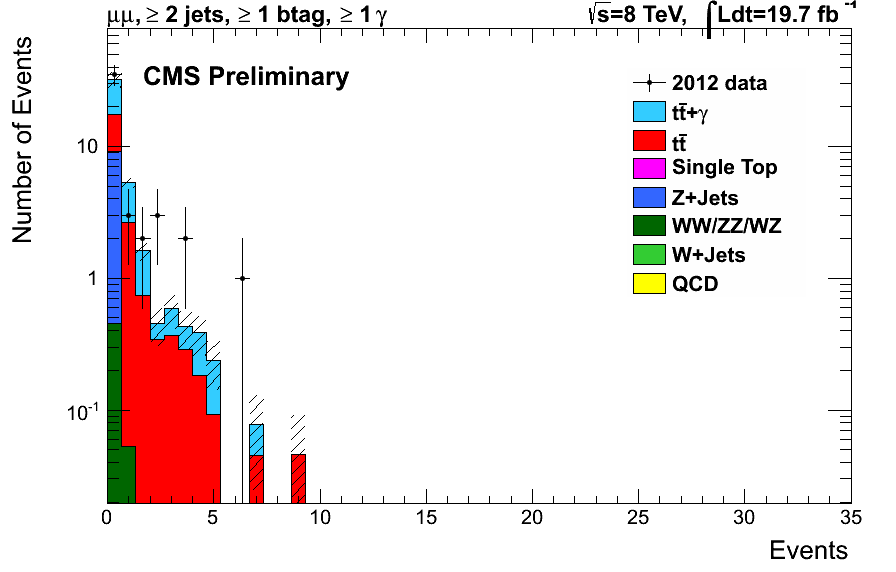 μμ, ≥ 2 jets, ≥ 1 btag, ≥ 1 γ
√s=8 TeV, ∫Ldt=19.7 fb⁻¹
CMS Preliminary
2012 data
tt̄+γ
tt̄
Single Top
Z+Jets
WW/ZZ/WZ
W+Jets
QCD
Number of Events
10
1
10⁻¹
0 5 10 15 20 25 30 35
Events